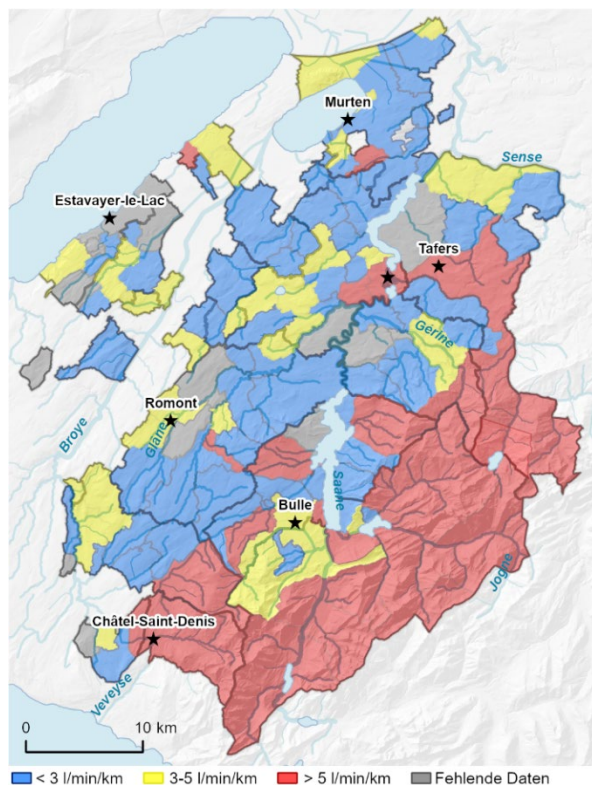 Murten
Sense
Estavayer-le-Lac
Tafers
Gerine
Romont
Broye
Glâne
Saane
Bulle
Jogne
Châtel-Saint-Denis
Veveyse
0 10 km
< 3 l/min/km 3-5 l/min/km > 5 l/min/km Fehlende Daten